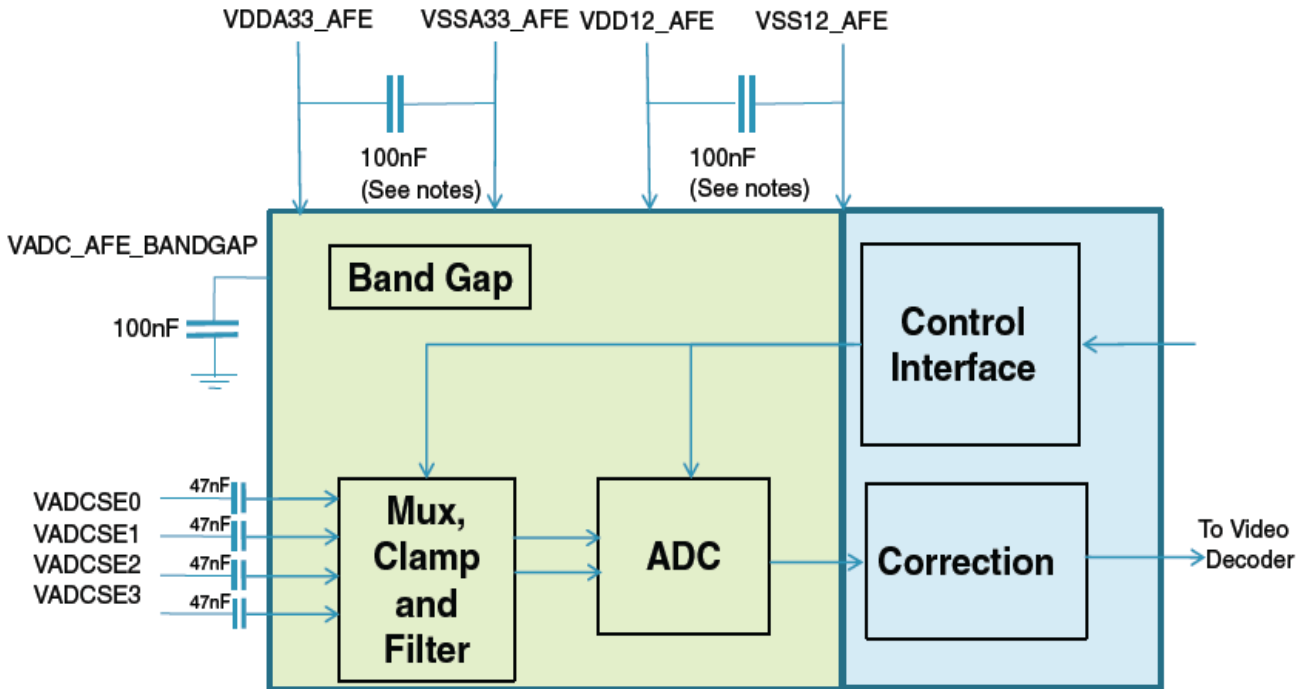 VDDA33_AFE
VSSA33_AFE
VDD12_AFE
VSS12_AFE
100nF
(See notes)
100nF
(See notes)
VADC_AFE_BANDGAP
100nF
Band Gap
Control
Interface
VADCSE0
47nF
VADCSE1
47nF
VADCSE2
47nF
VADCSE3
47nF
Mux,
Clamp
and
Filter
ADC
Correction
To Video
Decoder